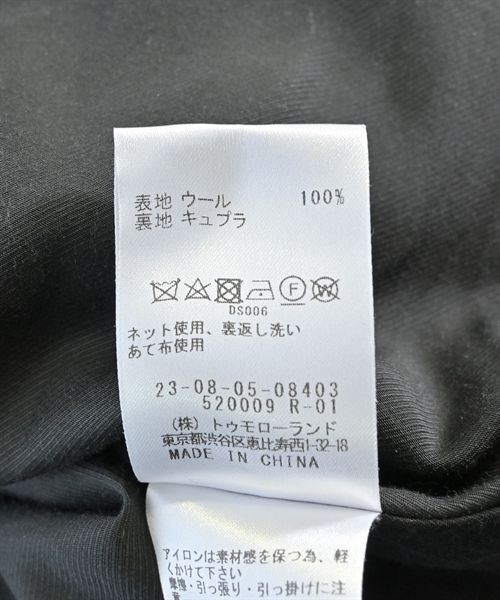 表地 ウール 100%
裏地 キュプラ
F W
DS006
ネット使用、裏返し洗い
あて布使用
23-08-05-08403
520009 R-01
(株) トゥモローランド
東京都渋谷区恵比寿西1-32-18
MADE IN CHINA
アイロンは素材感を保つ為、軽
くかけて下さい
摩擦・引っ張り・引っ掛けに注
意